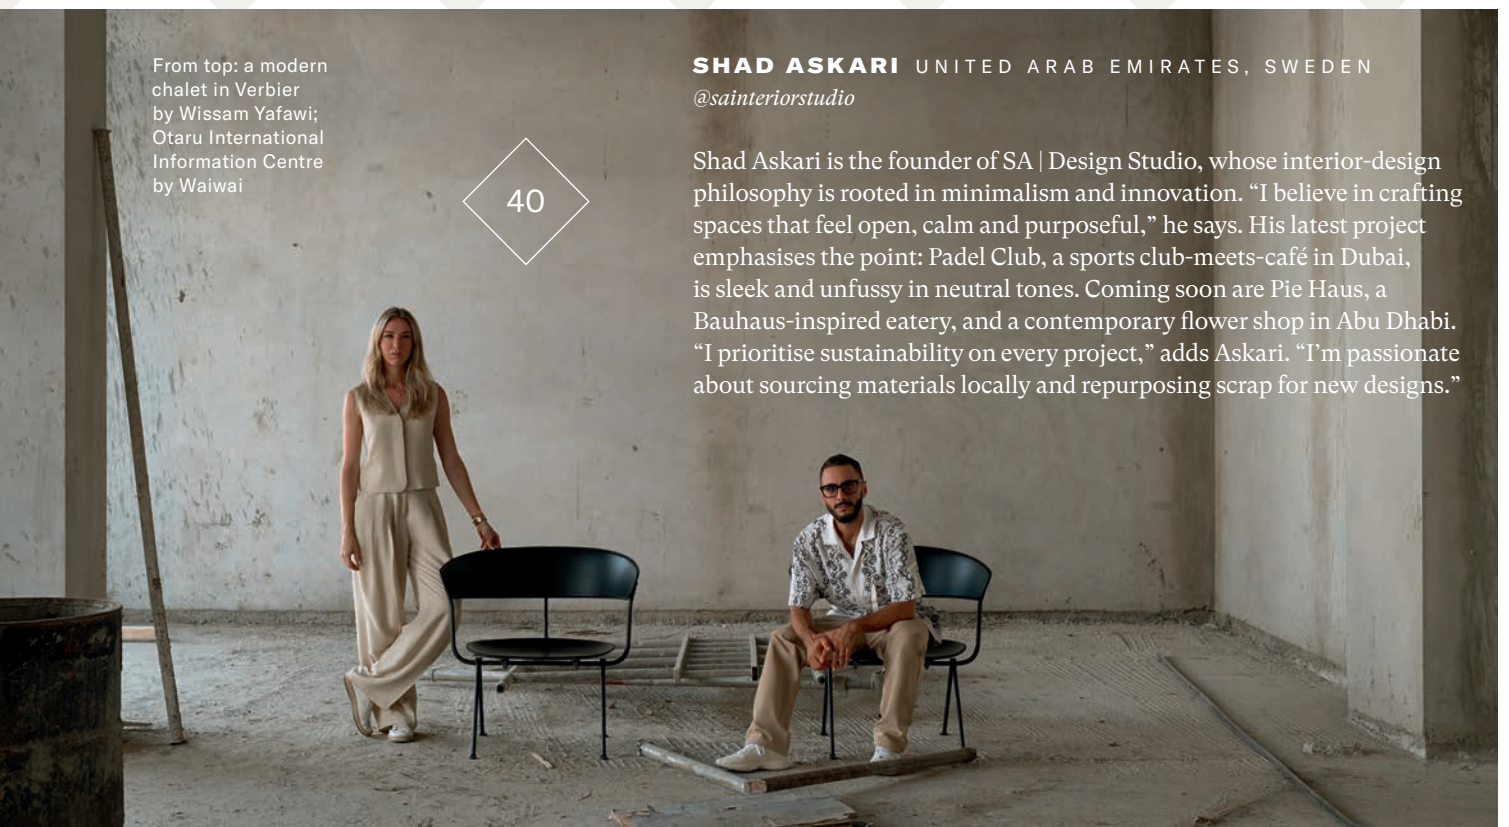 From top: a modern
chalet in Verbier
by Wissam Yafawi;
Otaru International
Information Centre
by Waiwai
40
SHAD ASKARI UNITED ARAB EMIRATES, SWEDEN
@sainteriorstudio
Shad Askari is the founder of SA | Design Studio, whose interior-design
philosophy is rooted in minimalism and innovation. “I believe in crafting
spaces that feel open, calm and purposeful,” he says. His latest project
emphasises the point: Padel Club, a sports club-meets-café in Dubai,
is sleek and unfussy in neutral tones. Coming soon are Pie Haus, a
Bauhaus-inspired eatery, and a contemporary flower shop in Abu Dhabi.
“I prioritise sustainability on every project,” adds Askari. “I’m passionate
about sourcing materials locally and repurposing scrap for new designs.”